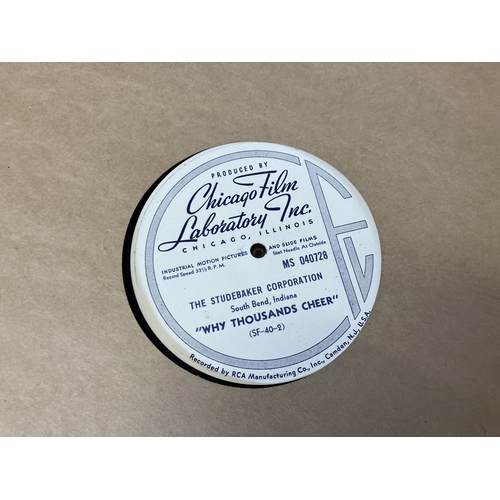 PRODUCED BY
Chicago Film
Laboratory Inc.
CHICAGO, ILLINOIS
INDUSTRIAL MOTION PICTURES AND SLIDE FILMS
Record Speed 33⅓ R.P.M. Start Needle At Outside
MS 040728
THE STUDEBAKER CORPORATION
South Bend, Indiana
"WHY THOUSANDS CHEER"
(SF-40-2)
Recorded by RCA Manufacturing Co., Inc., Camden, N.J., U.S.A.